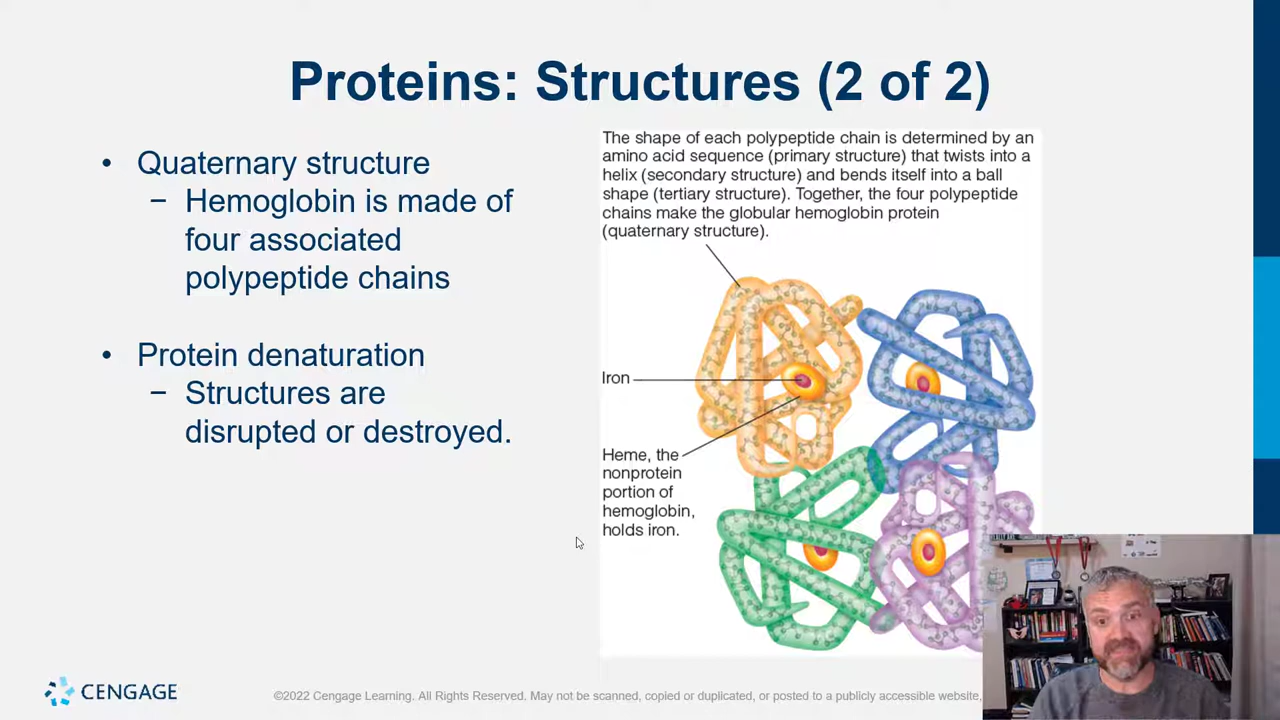 Proteins: Structures (2 of 2)
• Quaternary structure
− Hemoglobin is made of
four associated
polypeptide chains
• Protein denaturation
− Structures are
disrupted or destroyed.
The shape of each polypeptide chain is determined by an
amino acid sequence (primary structure) that twists into a
helix (secondary structure) and bends itself into a ball
shape (tertiary structure). Together, the four polypeptide
chains make the globular hemoglobin protein
(quaternary structure).
Iron
Heme, the
nonprotein
portion of
hemoglobin,
holds iron.
CENGAGE
©2022 Cengage Learning. All Rights Reserved. May not be scanned, copied or duplicated, or posted to a publicly accessible website,